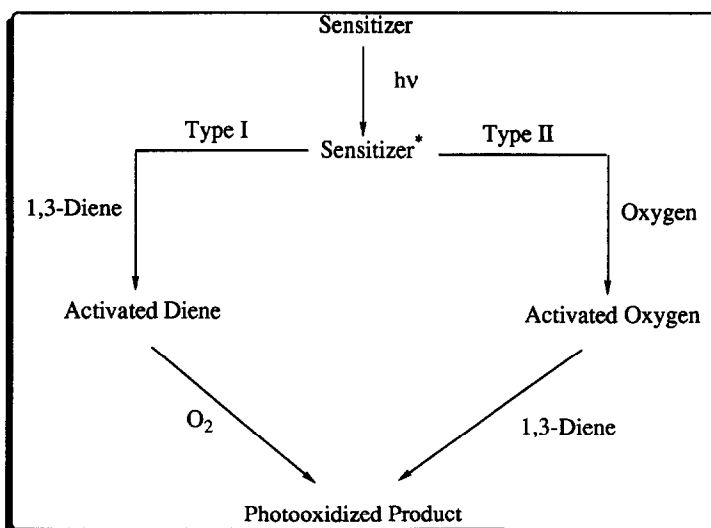 Sensitizer
hν
Type I
Sensitizer*
Type II
1,3-Diene
Oxygen
Activated Diene
Activated Oxygen
O₂
1,3-Diene
Photooxidized Product